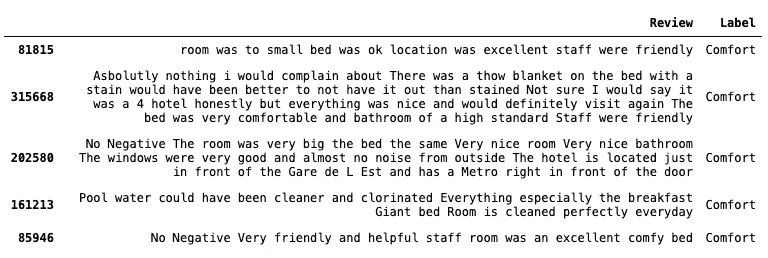 Review Label
81815 room was to small bed was ok location was excellent staff were friendly Comfort
Asbolutly nothing i would complain about There was a thow blanket on the bed with a
stain would have been better to not have it out than stained Not sure I would say it
315668 was a 4 hotel honestly but everything was nice and would definitely visit again The Comfort
bed was very comfortable and bathroom of a high standard Staff were friendly
No Negative The room was very big the bed the same Very nice room Very nice bathroom
202580 The windows were very good and almost no noise from outside The hotel is located just Comfort
in front of the Gare de L Est and has a Metro right in front of the door
161213 Pool water could have been cleaner and clorinated Everything especially the breakfast Comfort
Giant bed Room is cleaned perfectly everyday
85946 No Negative Very friendly and helpful staff room was an excellent comfy bed Comfort